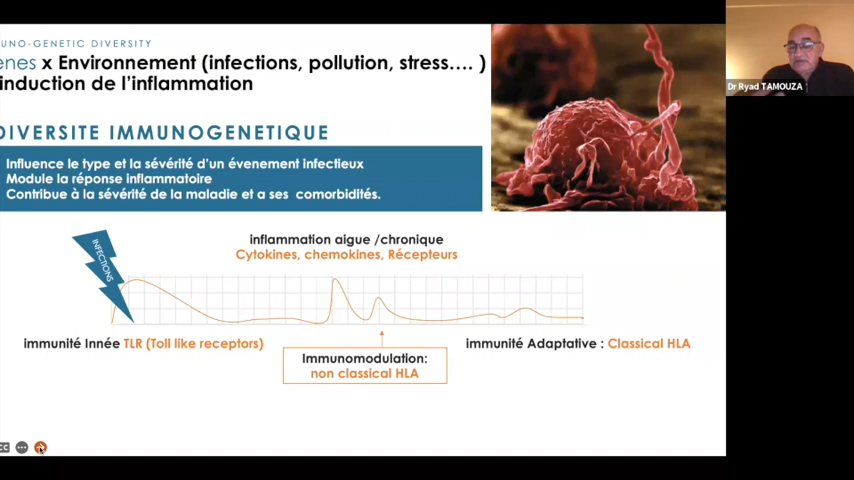 UNO-GENETIC DIVERSITY
enes x Environnement (infections, pollution, stress.... )
induction de l'inflammation
DIVERSITE IMMUNOGENETIQUE
Influence le type et la sévérité d'un évenement infectieux
Module la réponse inflammatoire
Contribue à la sévérité de la maladie et a ses comorbidités.
INFECTIONS
inflammation aigue /chronique
Cytokines, chemokines, Récepteurs
immunité Innée TLR (Toll like receptors)
Immunomodulation:
non classical HLA
immunité Adaptative : Classical HLA
Dr Ryad TAMOUZA
CC